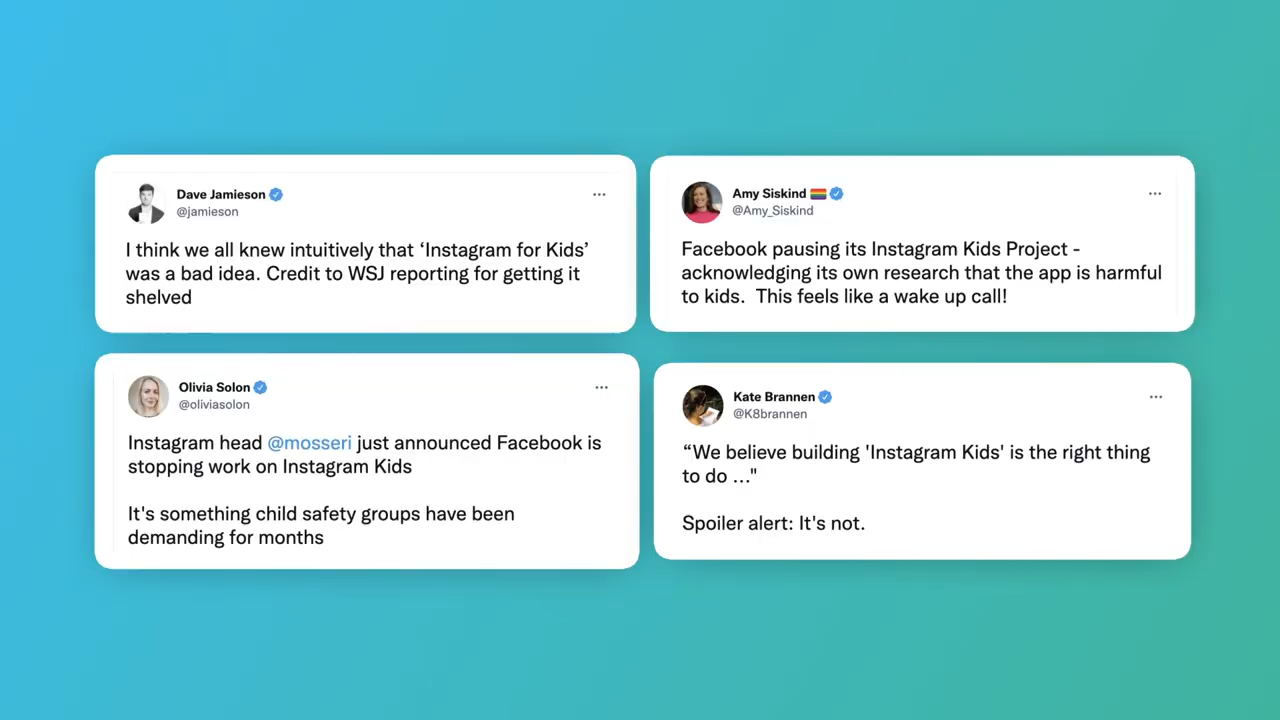 Dave Jamieson
@jamieson
I think we all knew intuitively that ‘Instagram for Kids’
was a bad idea. Credit to WSJ reporting for getting it
shelved
Amy Siskind 🏳️‍🌈
@Amy_Siskind
Facebook pausing its Instagram Kids Project -
acknowledging its own research that the app is harmful
to kids.  This feels like a wake up call!
Olivia Solon
@oliviasolon
Instagram head @mosseri just announced Facebook is
stopping work on Instagram Kids
It's something child safety groups have been
demanding for months
Kate Brannen
@K8brannen
“We believe building 'Instagram Kids' is the right thing
to do ..."
Spoiler alert: It's not.